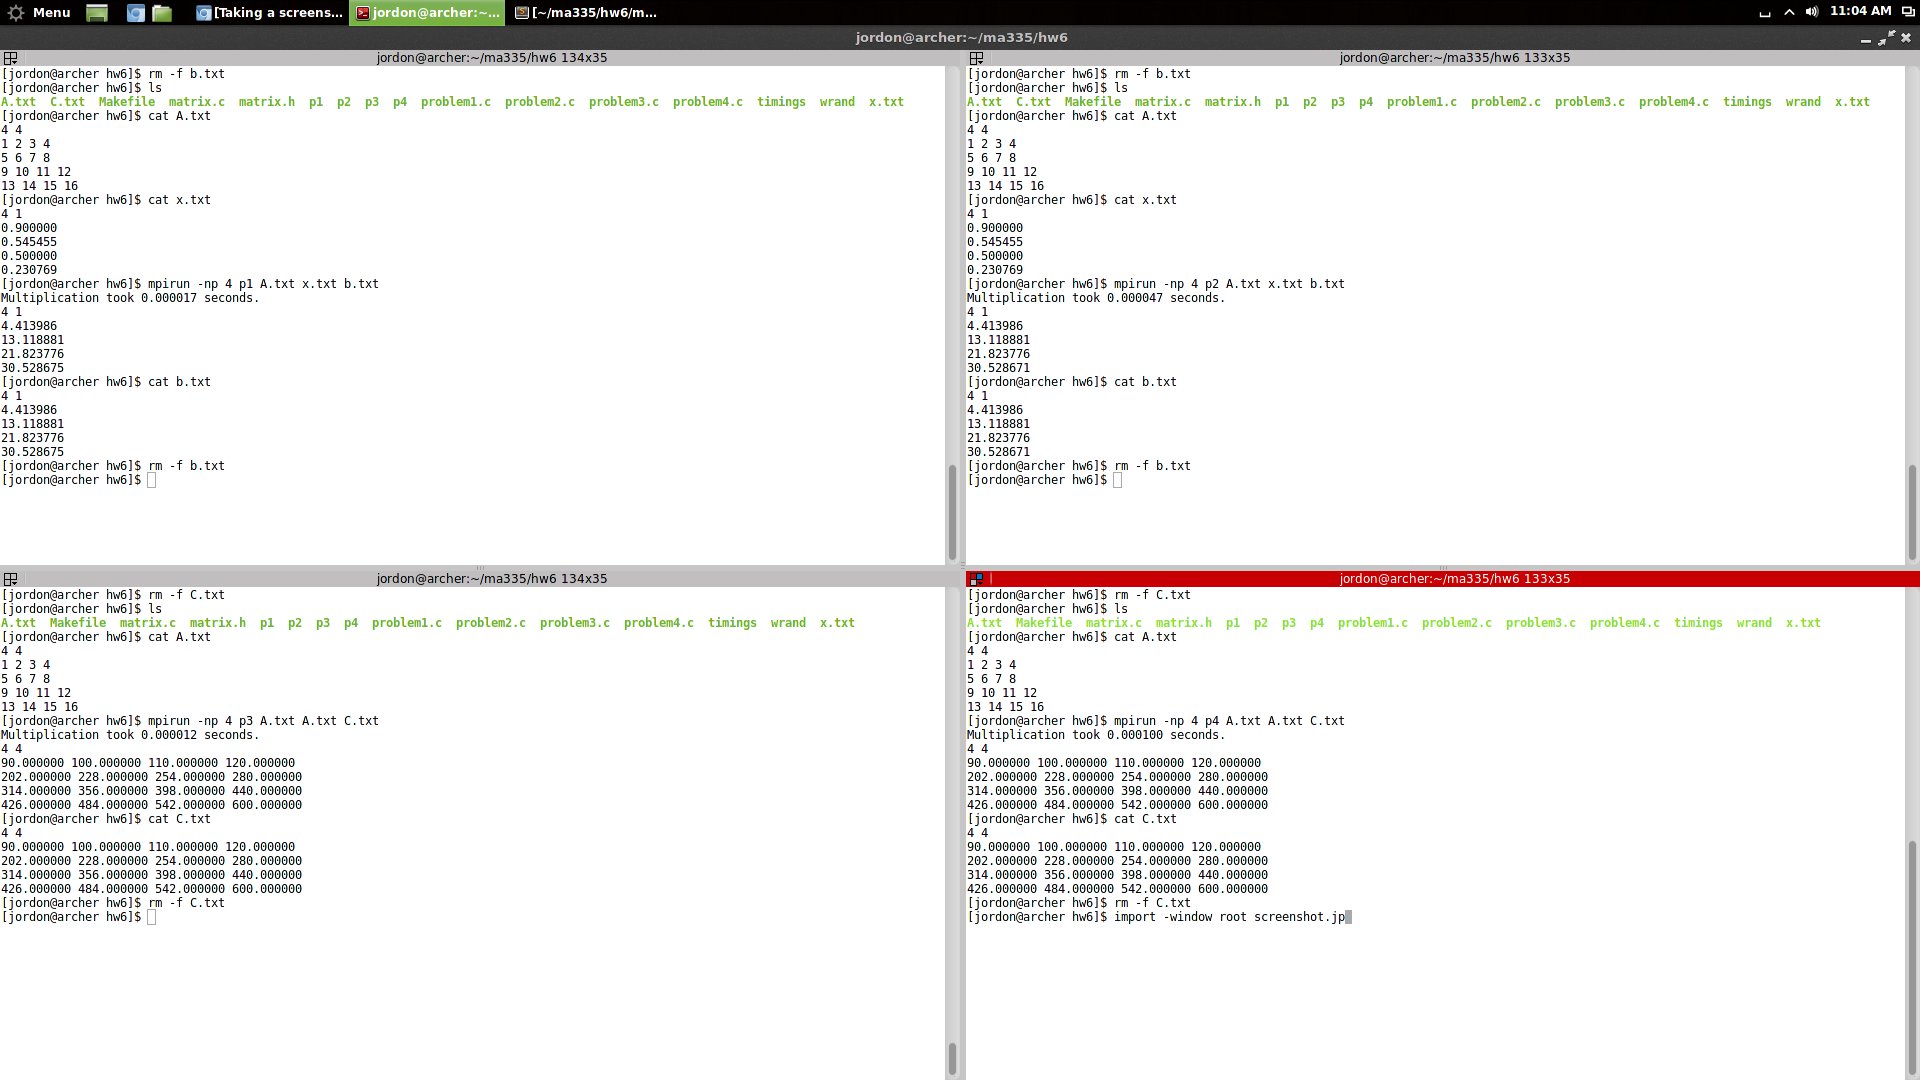 Menu [Taking a screens... jordon@archer:~... [~/ma335/hw6/m... 11:04 AM
jordon@archer:~/ma335/hw6
jordon@archer:~/ma335/hw6 134x35
[jordon@archer hw6]$ rm -f b.txt
[jordon@archer hw6]$ ls
A.txt C.txt Makefile matrix.c matrix.h p1 p2 p3 p4 problem1.c problem2.c problem3.c problem4.c timings wrand x.txt
[jordon@archer hw6]$ cat A.txt
4 4
1 2 3 4
5 6 7 8
9 10 11 12
13 14 15 16
[jordon@archer hw6]$ cat x.txt
4 1
0.900000
0.545455
0.500000
0.230769
[jordon@archer hw6]$ mpirun -np 4 p1 A.txt x.txt b.txt
Multiplication took 0.000017 seconds.
4 1
4.413986
13.118881
21.823776
30.528675
[jordon@archer hw6]$ cat b.txt
4 1
4.413986
13.118881
21.823776
30.528675
[jordon@archer hw6]$ rm -f b.txt
[jordon@archer hw6]$
jordon@archer:~/ma335/hw6 133x35
[jordon@archer hw6]$ rm -f b.txt
[jordon@archer hw6]$ ls
A.txt C.txt Makefile matrix.c matrix.h p1 p2 p3 p4 problem1.c problem2.c problem3.c problem4.c timings wrand x.txt
[jordon@archer hw6]$ cat A.txt
4 4
1 2 3 4
5 6 7 8
9 10 11 12
13 14 15 16
[jordon@archer hw6]$ cat x.txt
4 1
0.900000
0.545455
0.500000
0.230769
[jordon@archer hw6]$ mpirun -np 4 p2 A.txt x.txt b.txt
Multiplication took 0.000047 seconds.
4 1
4.413986
13.118881
21.823776
30.528671
[jordon@archer hw6]$ cat b.txt
4 1
4.413986
13.118881
21.823776
30.528671
[jordon@archer hw6]$ rm -f b.txt
[jordon@archer hw6]$
jordon@archer:~/ma335/hw6 134x35
[jordon@archer hw6]$ rm -f C.txt
[jordon@archer hw6]$ ls
A.txt Makefile matrix.c matrix.h p1 p2 p3 p4 problem1.c problem2.c problem3.c problem4.c timings wrand x.txt
[jordon@archer hw6]$ cat A.txt
4 4
1 2 3 4
5 6 7 8
9 10 11 12
13 14 15 16
[jordon@archer hw6]$ mpirun -np 4 p3 A.txt A.txt C.txt
Multiplication took 0.000012 seconds.
4 4
90.000000 100.000000 110.000000 120.000000
202.000000 228.000000 254.000000 280.000000
314.000000 356.000000 398.000000 440.000000
426.000000 484.000000 542.000000 600.000000
[jordon@archer hw6]$ cat C.txt
4 4
90.000000 100.000000 110.000000 120.000000
202.000000 228.000000 254.000000 280.000000
314.000000 356.000000 398.000000 440.000000
426.000000 484.000000 542.000000 600.000000
[jordon@archer hw6]$ rm -f C.txt
[jordon@archer hw6]$
jordon@archer:~/ma335/hw6 133x35
[jordon@archer hw6]$ rm -f C.txt
[jordon@archer hw6]$ ls
A.txt Makefile matrix.c matrix.h p1 p2 p3 p4 problem1.c problem2.c problem3.c problem4.c timings wrand x.txt
[jordon@archer hw6]$ cat A.txt
4 4
1 2 3 4
5 6 7 8
9 10 11 12
13 14 15 16
[jordon@archer hw6]$ mpirun -np 4 p4 A.txt A.txt C.txt
Multiplication took 0.000100 seconds.
4 4
90.000000 100.000000 110.000000 120.000000
202.000000 228.000000 254.000000 280.000000
314.000000 356.000000 398.000000 440.000000
426.000000 484.000000 542.000000 600.000000
[jordon@archer hw6]$ cat C.txt
4 4
90.000000 100.000000 110.000000 120.000000
202.000000 228.000000 254.000000 280.000000
314.000000 356.000000 398.000000 440.000000
426.000000 484.000000 542.000000 600.000000
[jordon@archer hw6]$ rm -f C.txt
[jordon@archer hw6]$ import -window root screenshot.jp